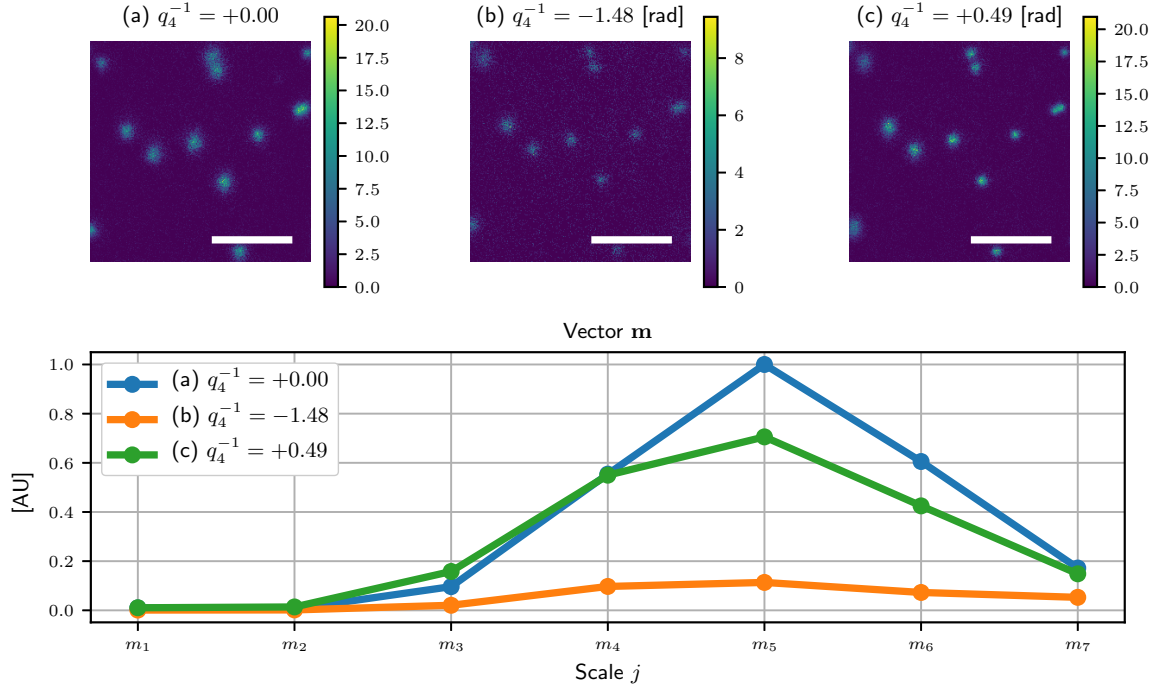 (a) q₄⁻¹ = +0.00
(b) q₄⁻¹ = −1.48 [rad]
(c) q₄⁻¹ = +0.49 [rad]
20.0
17.5
15.0
12.5
10.0
7.5
5.0
2.5
0.0
8
6
4
2
0
20.0
17.5
15.0
12.5
10.0
7.5
5.0
2.5
0.0
Vector m
1.0
0.8
0.6
0.4
0.2
0.0
[AU]
(a) q₄⁻¹ = +0.00
(b) q₄⁻¹ = −1.48
(c) q₄⁻¹ = +0.49
m₁ m₂ m₃ m₄ m₅ m₆ m₇
Scale j